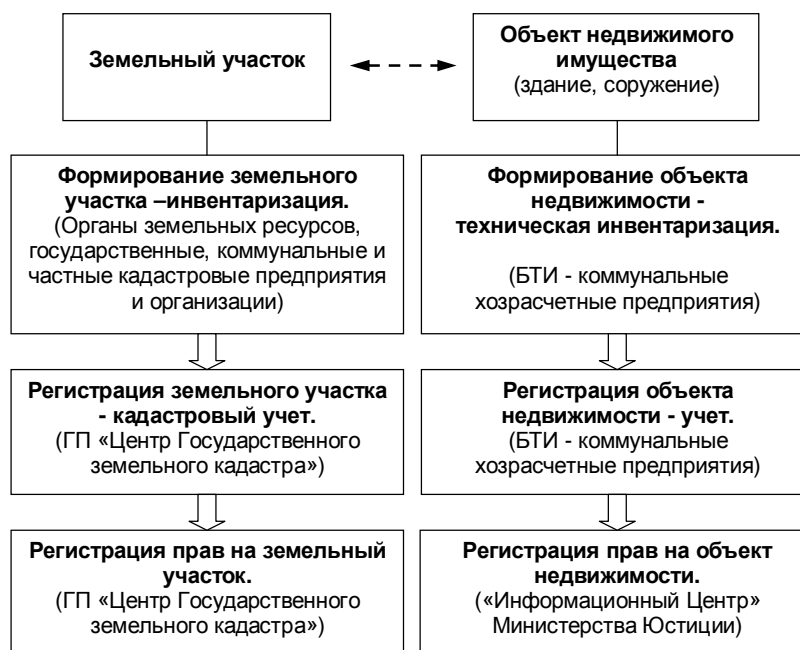 Земельный участок
Объект недвижимого
имущества
(здание, соружение)
Формирование земельного
участка –инвентаризация.
(Органы земельных ресурсов,
государственные, коммунальные и
частные кадастровые предприятия
и организации)
Формирование объекта
недвижимости -
техническая инвентаризация.
(БТИ - коммунальные
хозрасчетные предприятия)
Регистрация земельного участка
- кадастровый учет.
(ГП «Центр Государственного
земельного кадастра»)
Регистрация объекта
недвижимости - учет.
(БТИ - коммунальные
хозрасчетные предприятия)
Регистрация прав на земельный
участок.
(ГП «Центр Государственного
земельного кадастра»)
Регистрация прав на объект
недвижимости.
(«Информационный Центр»
Министерства Юстиции)